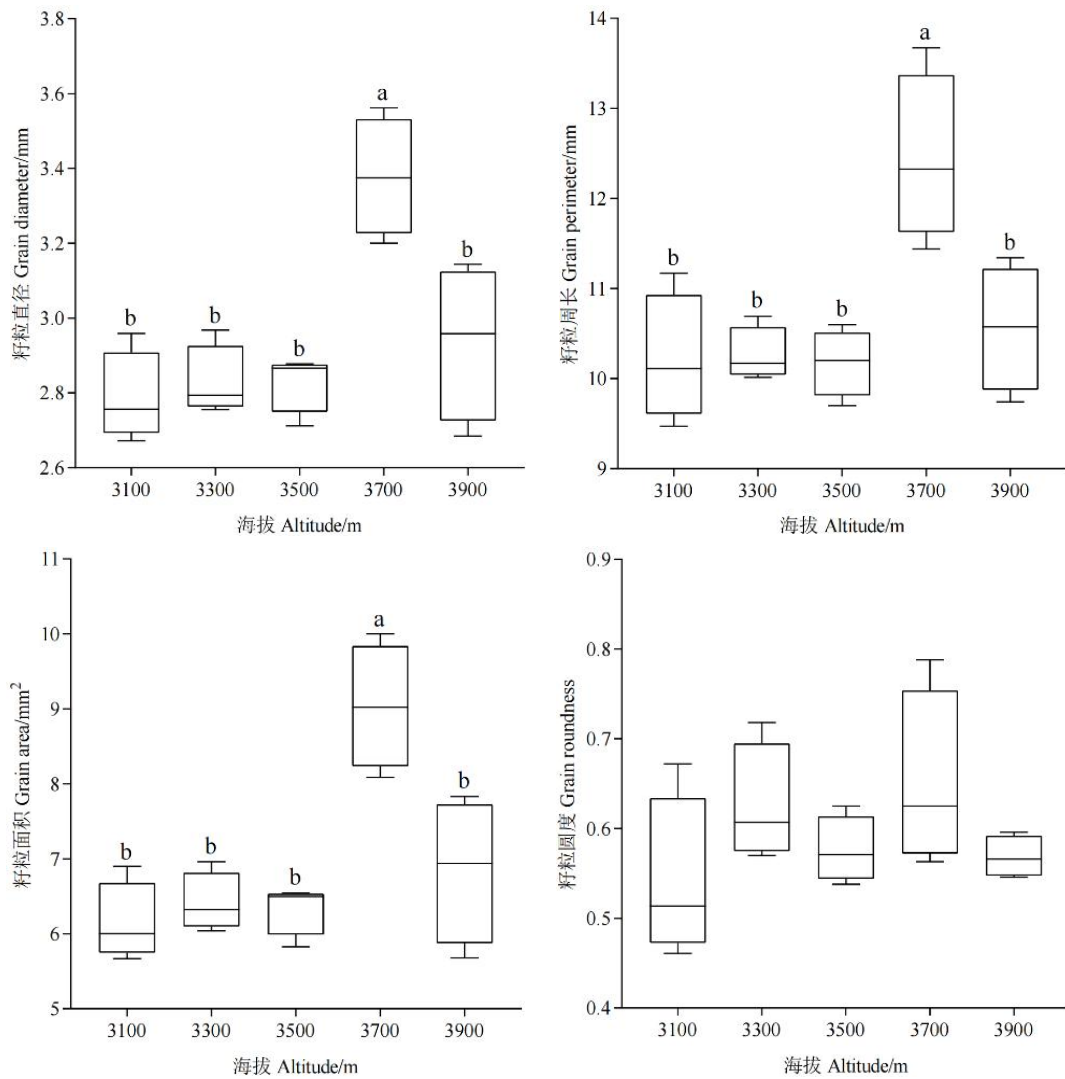 籽粒直径 Grain diameter/mm
3.8
3.6
3.4
3.2
3.0
2.8
2.6
b
b
b
a
b
3100 3300 3500 3700 3900
海拔 Altitude/m
籽粒周长 Grain perimeter/mm
14
13
12
11
10
9
b
b
b
a
b
3100 3300 3500 3700 3900
海拔 Altitude/m
籽粒面积 Grain area/mm²
11
10
9
8
7
6
5
b
b
b
a
b
3100 3300 3500 3700 3900
海拔 Altitude/m
籽粒圆度 Grain roundness
0.9
0.8
0.7
0.6
0.5
0.4
3100 3300 3500 3700 3900
海拔 Altitude/m